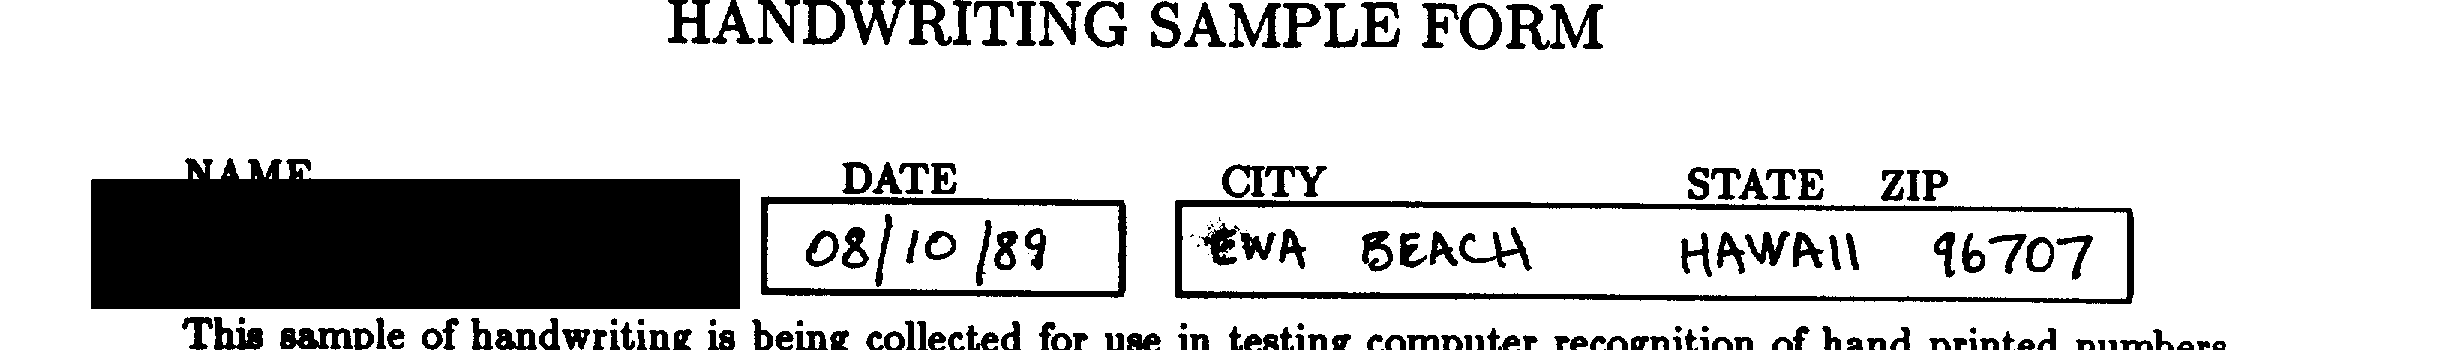 HANDWRITING SAMPLE FORM
NAME DATE CITY STATE ZIP
08/10/89 EWA BEACH HAWAII 96707
This sample of handwriting is being collected for use in testing computer recognition of hand printed numbers